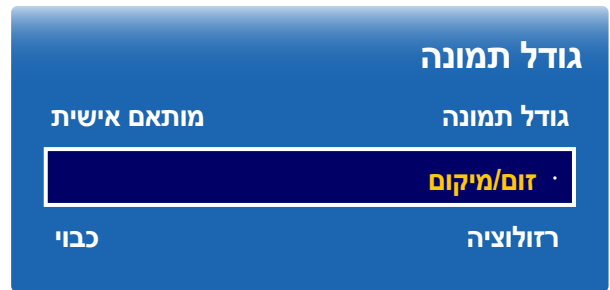 גודל תמונה
גודל תמונה מותאם אישית
· זום/מיקום
רזולוציה כבוי